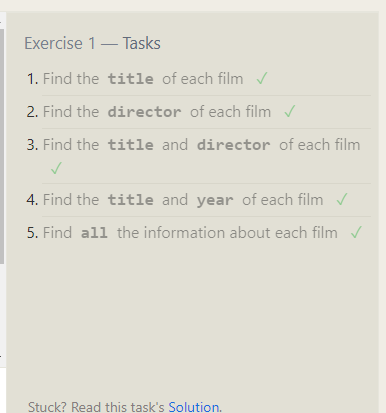 Exercise 1 — Tasks
1. Find the title of each film ✓
2. Find the director of each film ✓
3. Find the title and director of each film
✓
4. Find the title and year of each film ✓
5. Find all the information about each film ✓
Stuck? Read this task's Solution.